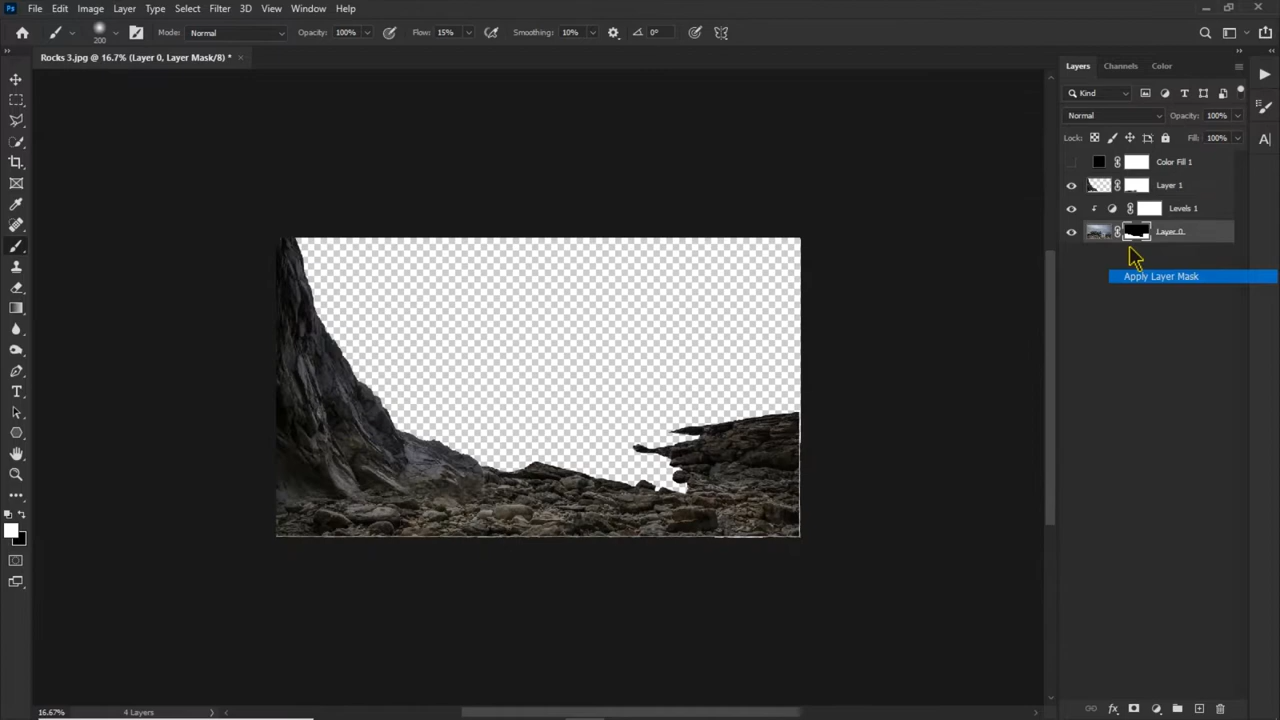 Ps File Edit Image Layer Type Select Filter 3D View Window Help
200 Mode: Normal Opacity: 100% Flow: 15% Smoothing: 10% 0°
Rocks 3.jpg @ 16.7% (Layer 0, Layer Mask/8) * ×
Layers Channels Color
Kind
Normal Opacity: 100%
Lock: Fill: 100%
Color Fill 1
Layer 1
Levels 1
Layer 0
Apply Layer Mask
16.67% 4 Layers